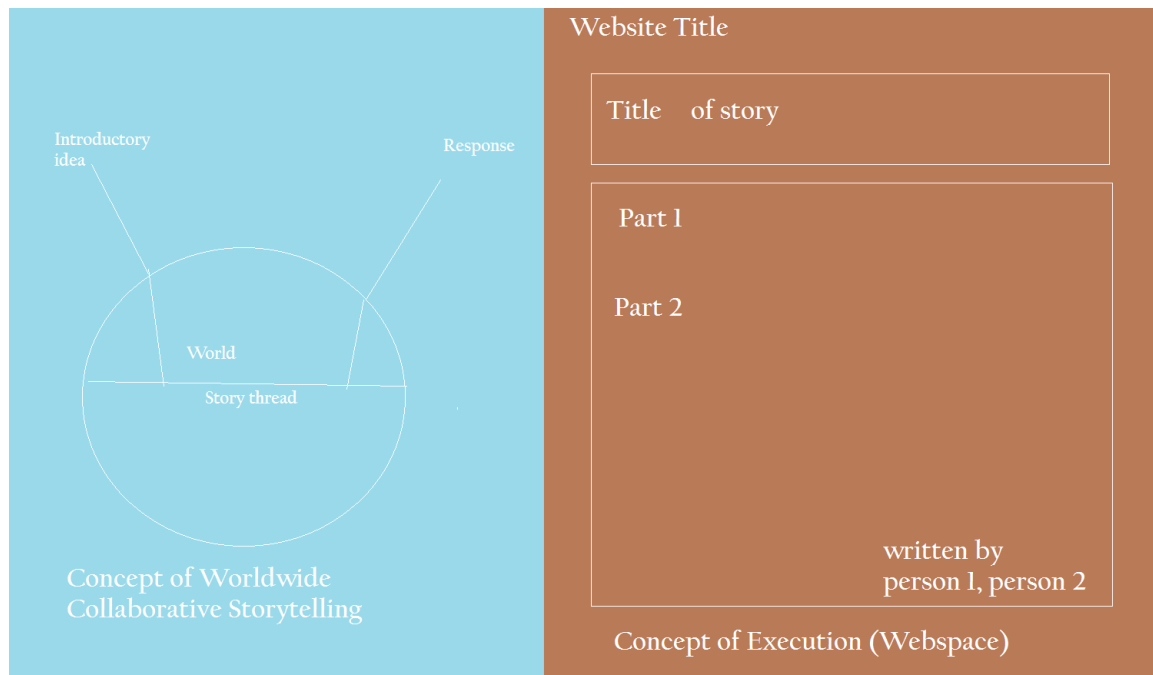 Introductory
idea
Response
World
Story thread
Concept of Worldwide
Collaborative Storytelling
Website Title
Title of story
Part 1
Part 2
written by
person 1, person 2
Concept of Execution (Webspace)